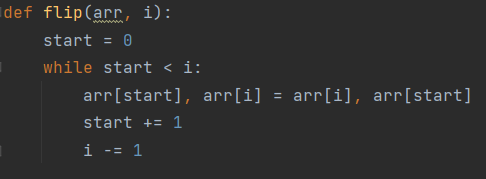 def flip(arr, i):
    start = 0
    while start < i:
        arr[start], arr[i] = arr[i], arr[start]
        start += 1
        i -= 1